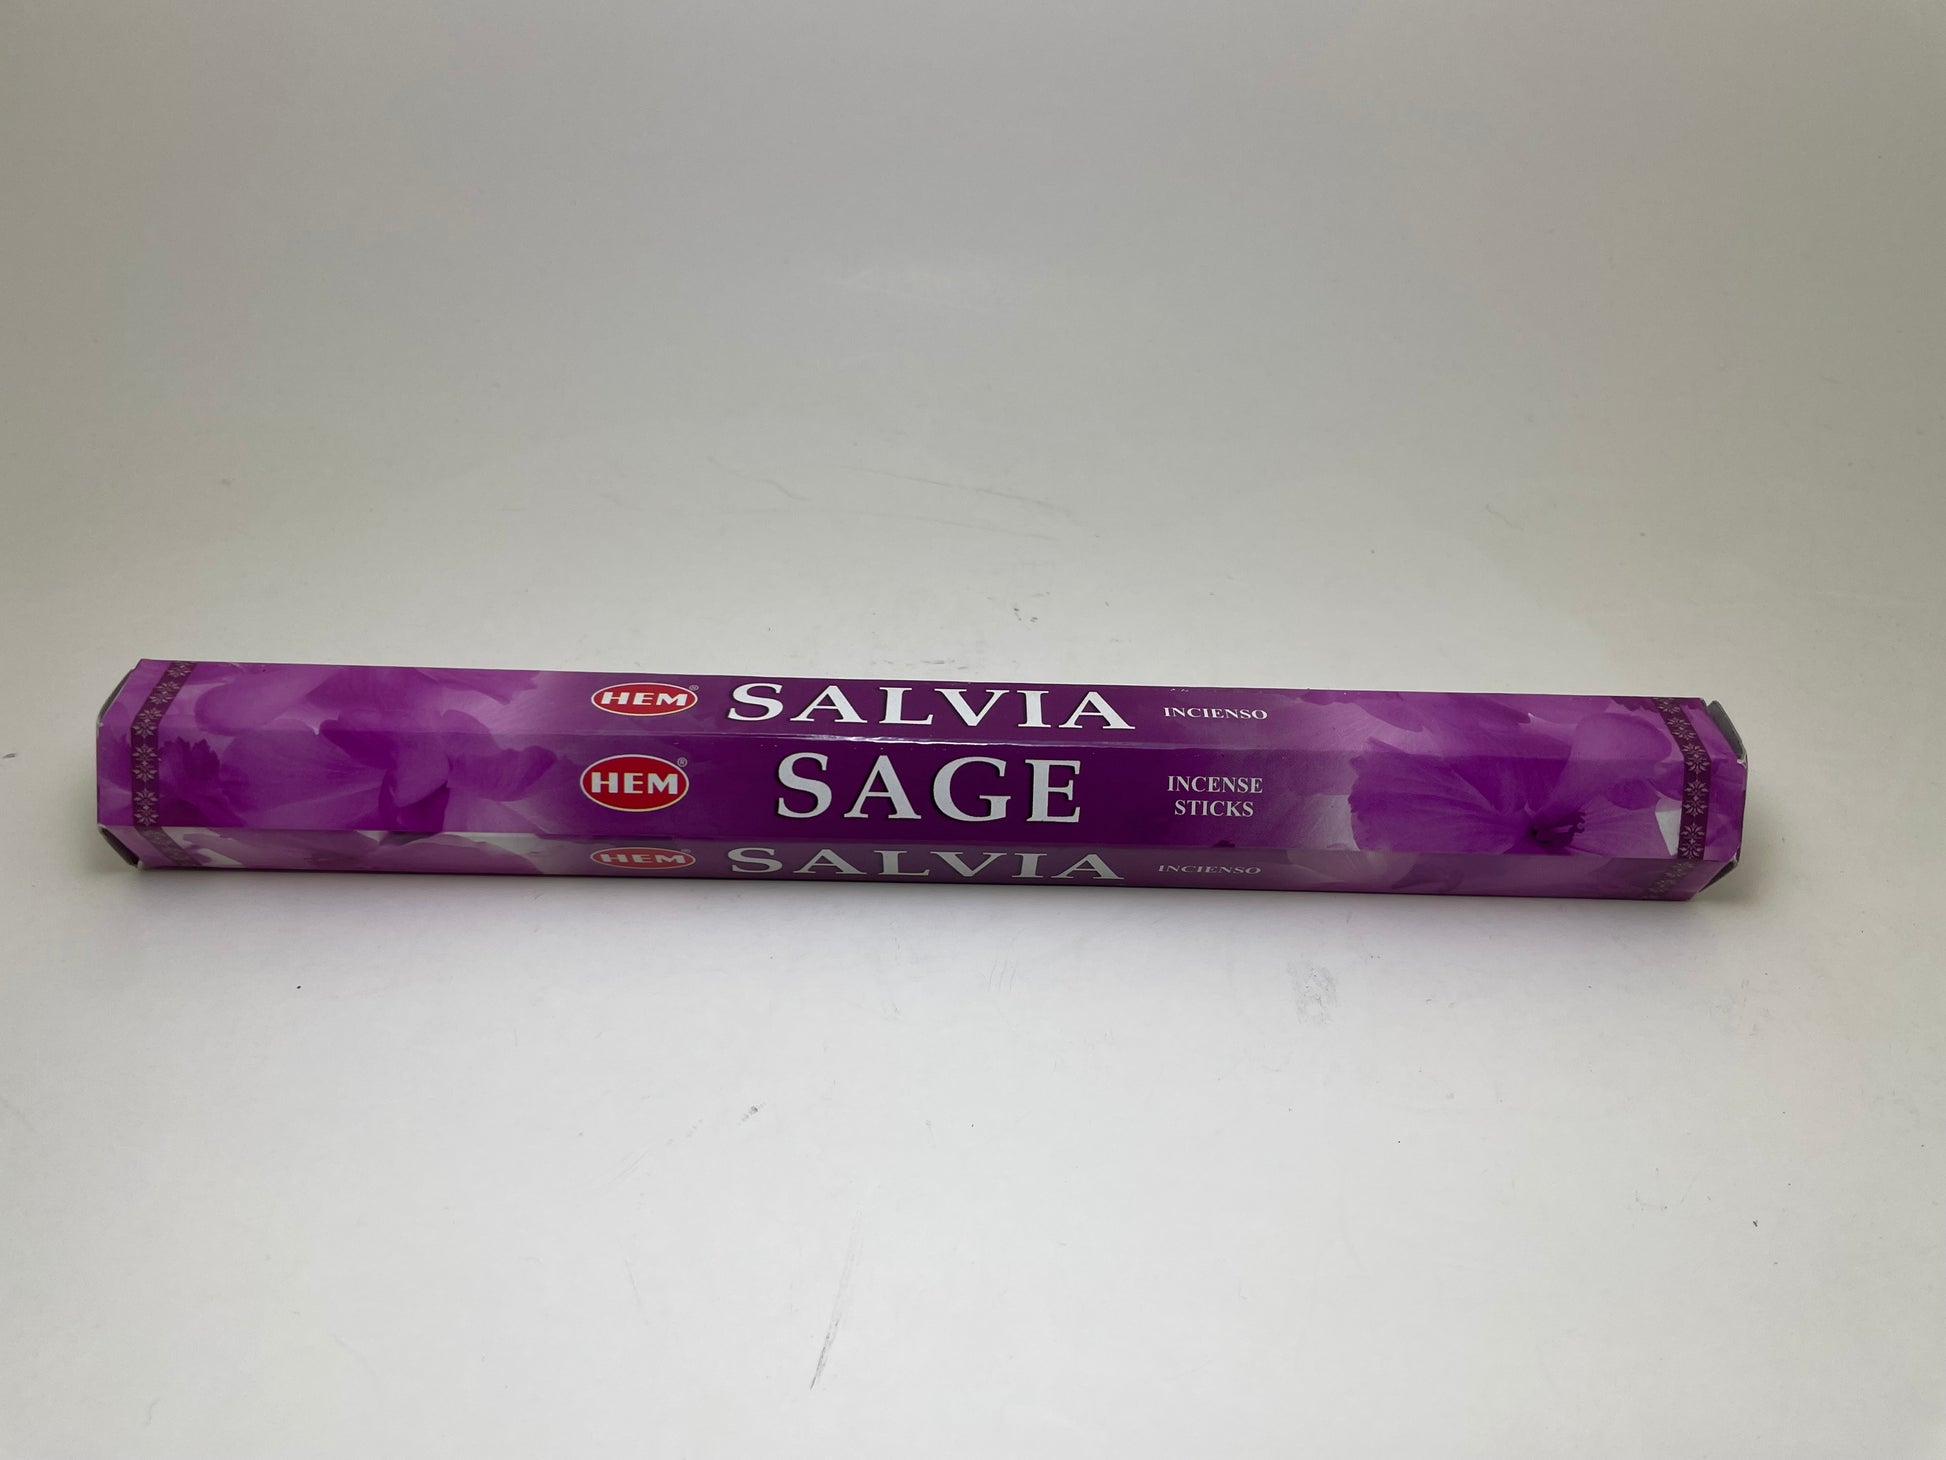 HEM® SALVIA INCIENSO
HEM® SAGE INCENSE
STICKS
HEM SALVIA INCIENSO